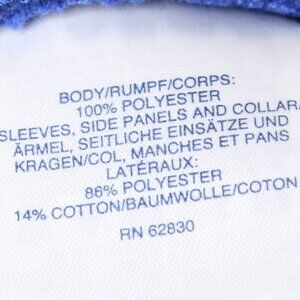 BODY/RUMPF/CORPS:
100% POLYESTER
SLEEVES, SIDE PANELS AND COLLAR/
ÄRMEL, SEITLICHE EINSÄTZE UND
KRAGEN/COL, MANCHES ET PANS
LATÉRAUX:
86% POLYESTER
14% COTTON/BAUMWOLLE/COTON
RN 62830